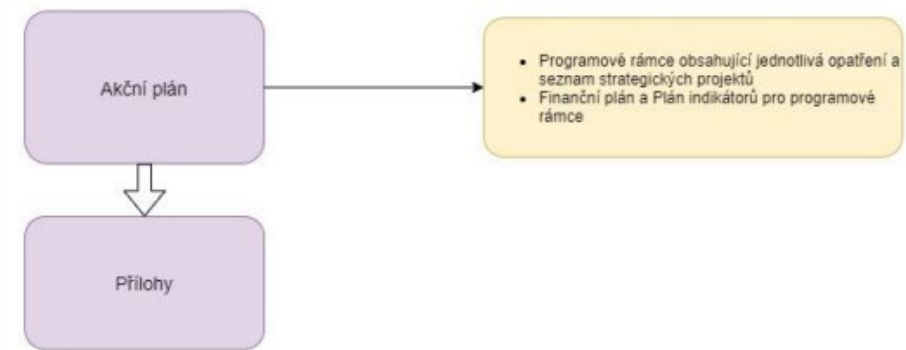 Akční plán
• Programové rámce obsahující jednotlivá opatření a
seznam strategických projektů
• Finanční plán a Plán indikátorů pro programové
rámce
Přílohy